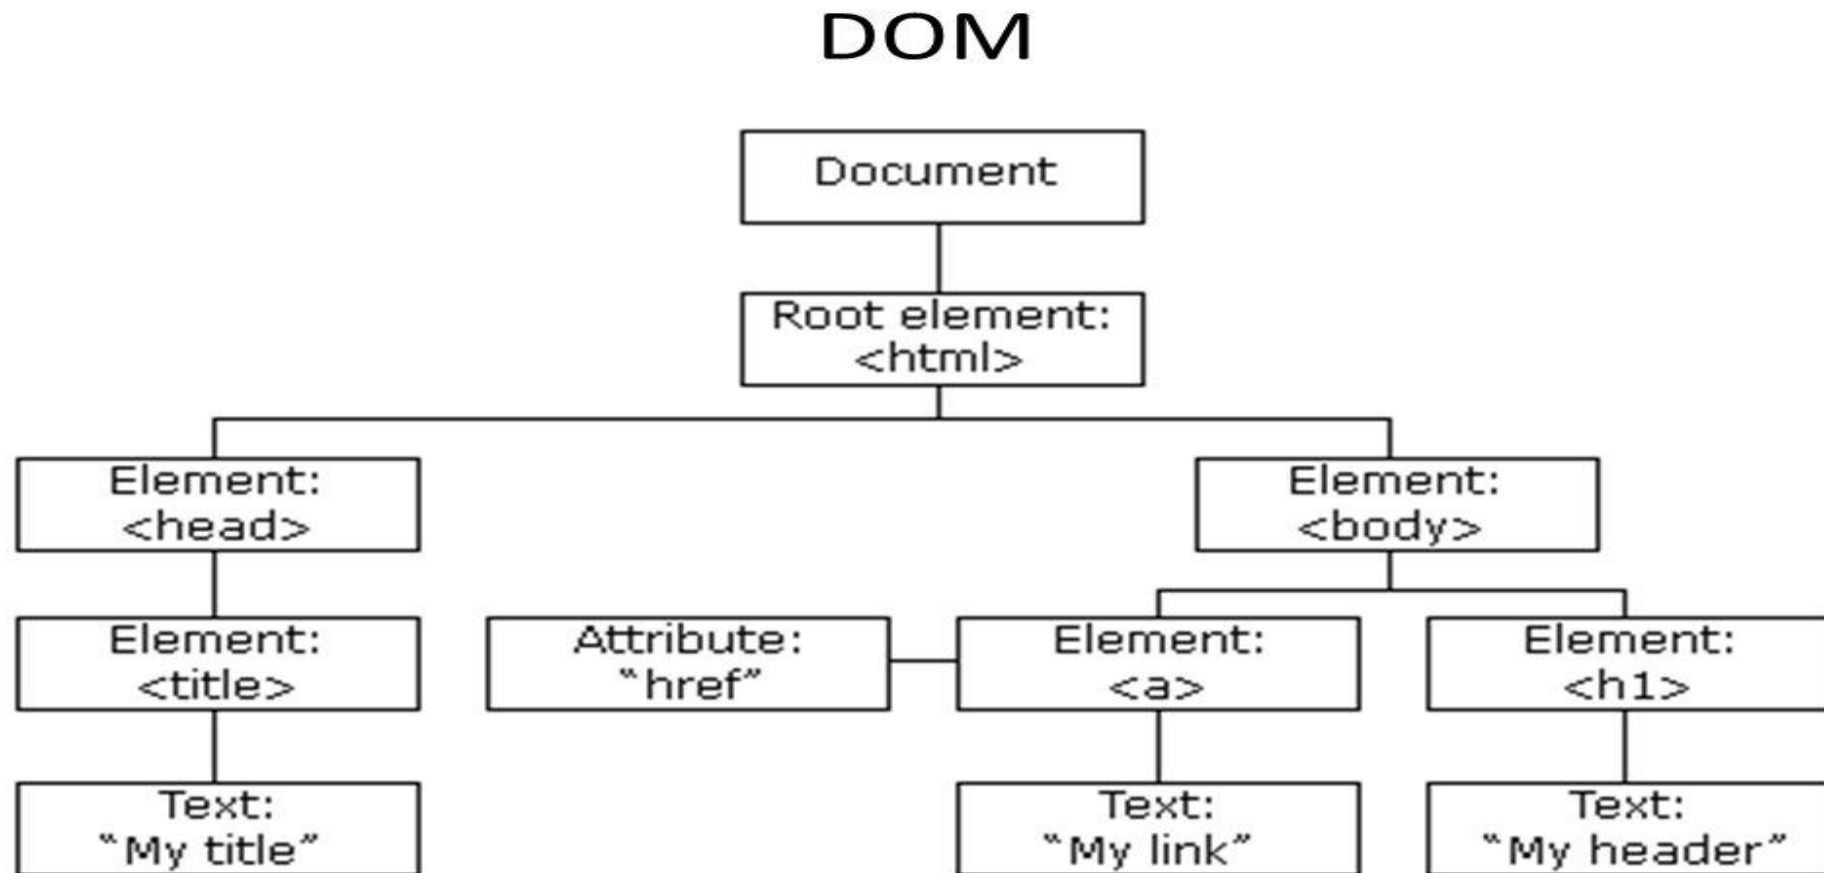 DOM
Document
Root element:
<html>
Element:
<head>
Element:
<body>
Element:
<title>
Attribute:
“href”
Element:
<a>
Element:
<h1>
Text:
“My title”
Text:
“My link”
Text:
“My header”